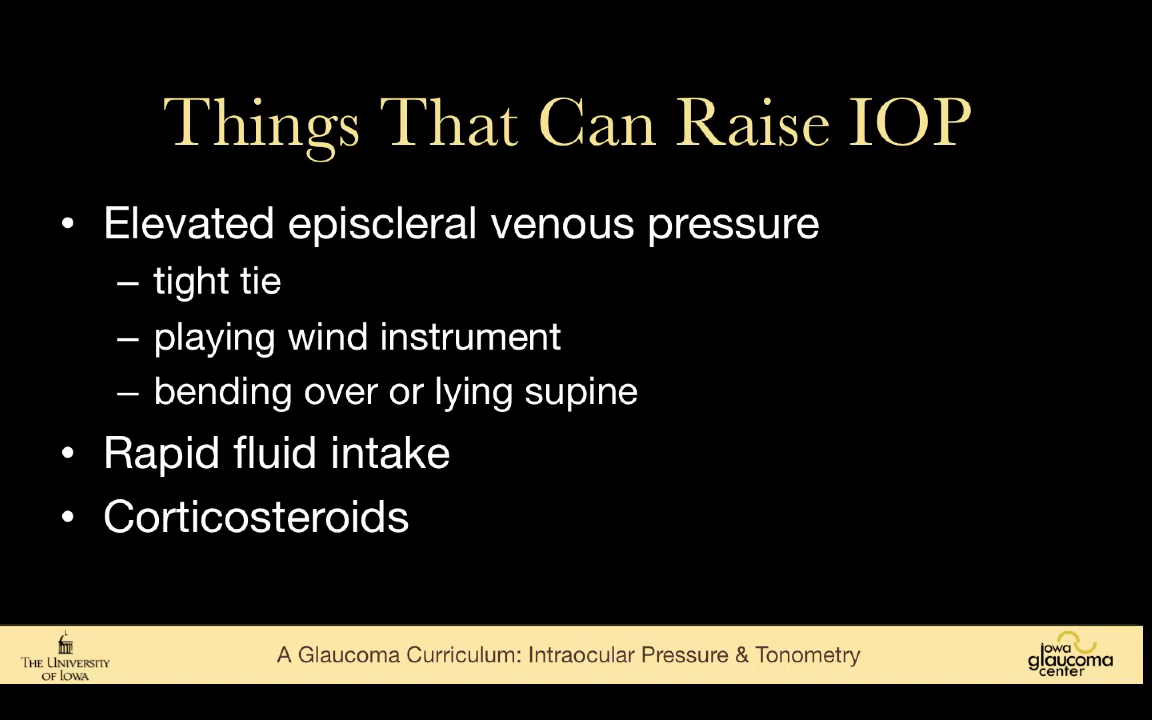 Things That Can Raise IOP
• Elevated episcleral venous pressure
– tight tie
– playing wind instrument
– bending over or lying supine
• Rapid fluid intake
• Corticosteroids
THE UNIVERSITY
OF IOWA
A Glaucoma Curriculum: Intraocular Pressure & Tonometry
iowa
glaucoma
center